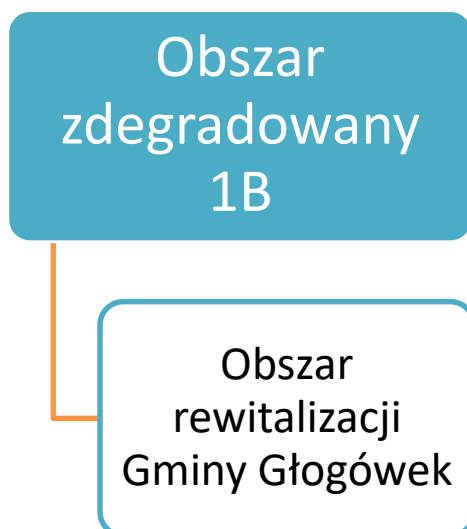 Obszar
zdegradowany
1B
Obszar
rewitalizacji
Gminy Głogówek